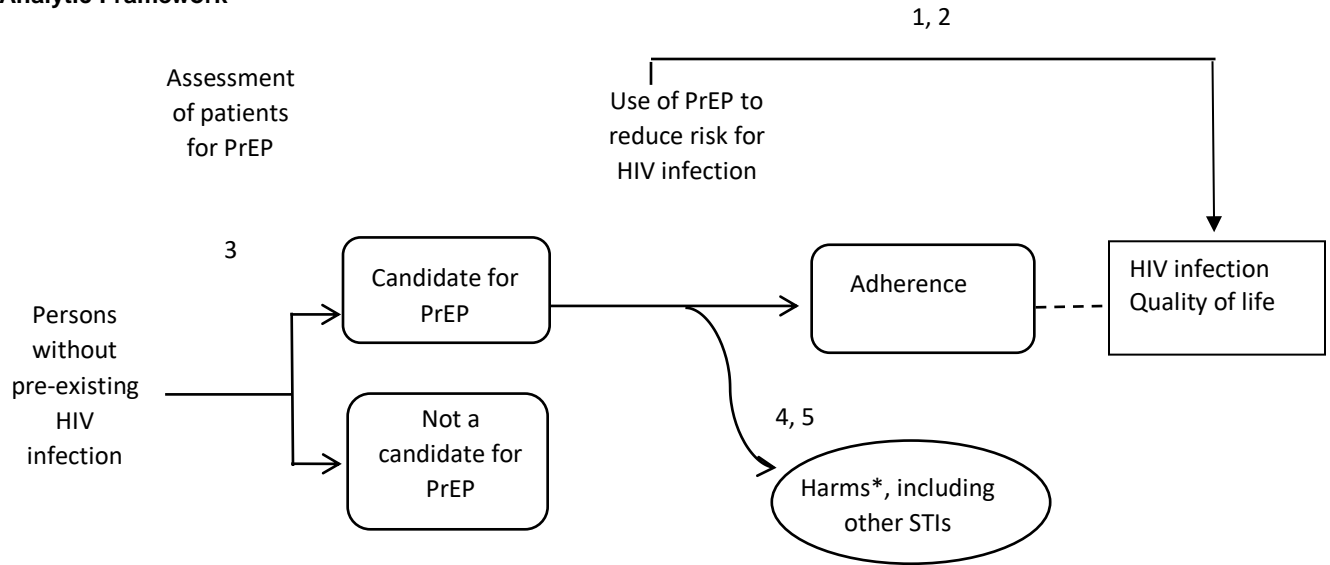 Analytic Framework
1, 2
Assessment
of patients
for PrEP
Use of PrEP to
reduce risk for
HIV infection
3
Persons
without
pre-existing
HIV
infection
Candidate for
PrEP
Not a
candidate for
PrEP
Adherence
HIV infection
Quality of life
4, 5
Harms*, including
other STIs